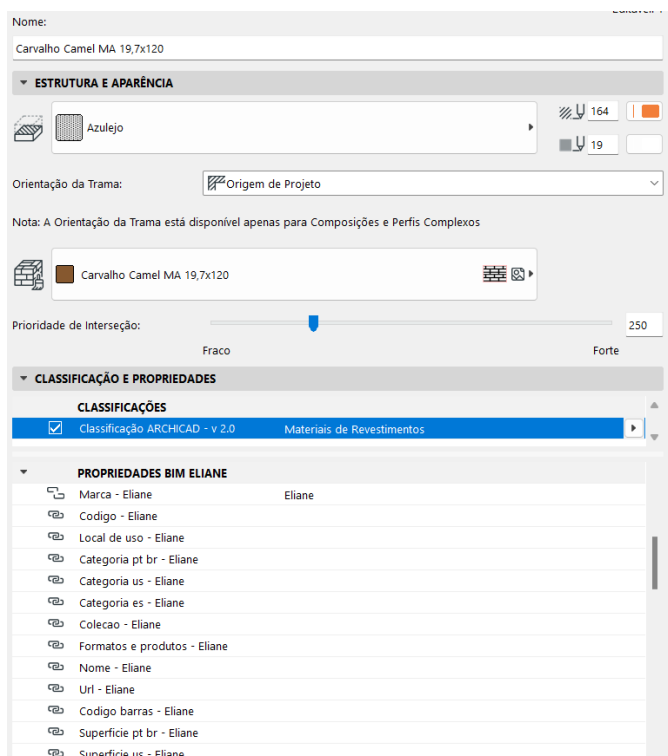 Nome:
Carvalho Camel MA 19,7x120
ESTRUTURA E APARÊNCIA
Azulejo
164
19
Orientação da Trama:
Origem de Projeto
Nota: A Orientação da Trama está disponível apenas para Composições e Perfis Complexos
Carvalho Camel MA 19,7x120
Prioridade de Interseção:
250
Fraco Forte
CLASSIFICAÇÃO E PROPRIEDADES
CLASSIFICAÇÕES
Classificação ARCHICAD - v 2.0 Materiais de Revestimentos
PROPRIEDADES BIM ELIANE
Marca - Eliane Eliane
Codigo - Eliane
Local de uso - Eliane
Categoria pt br - Eliane
Categoria us - Eliane
Categoria es - Eliane
Colecao - Eliane
Formatos e produtos - Eliane
Nome - Eliane
Url - Eliane
Codigo barras - Eliane
Superficie pt br - Eliane
Superficie us - Eliane